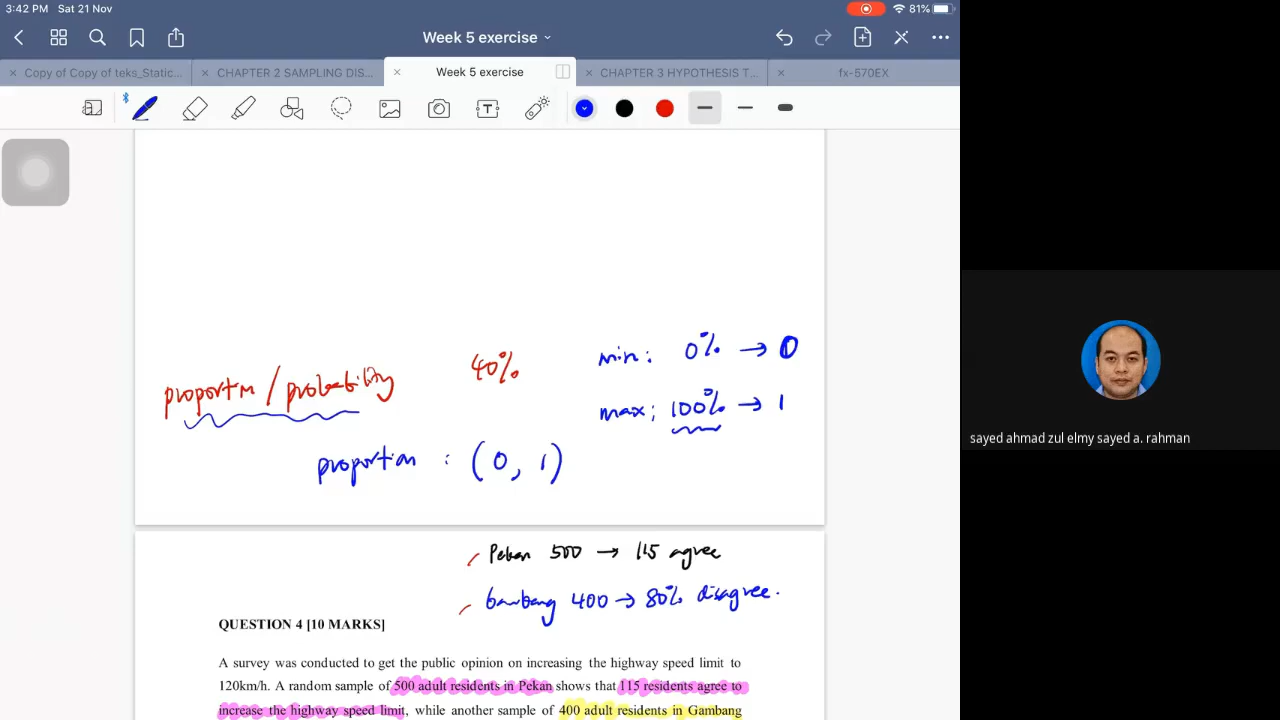 3:42 PM Sat 21 Nov 81%
Week 5 exercise
Copy of Copy of teks_Static... CHAPTER 2 SAMPLING DIS... Week 5 exercise CHAPTER 3 HYPOTHESIS T... fx-570EX
T
min: 0% → 0
proportion / probability 40%
max: 100% → 1
proportion : (0, 1)
Pekan 500 → 115 agree
Gambang 400 → 80% disagree.
QUESTION 4 [10 MARKS]
A survey was conducted to get the public opinion on increasing the highway speed limit to
120km/h. A random sample of 500 adult residents in Pekan shows that 115 residents agree to
increase the highway speed limit, while another sample of 400 adult residents in Gambang
sayed ahmad zul elmy sayed a. rahman